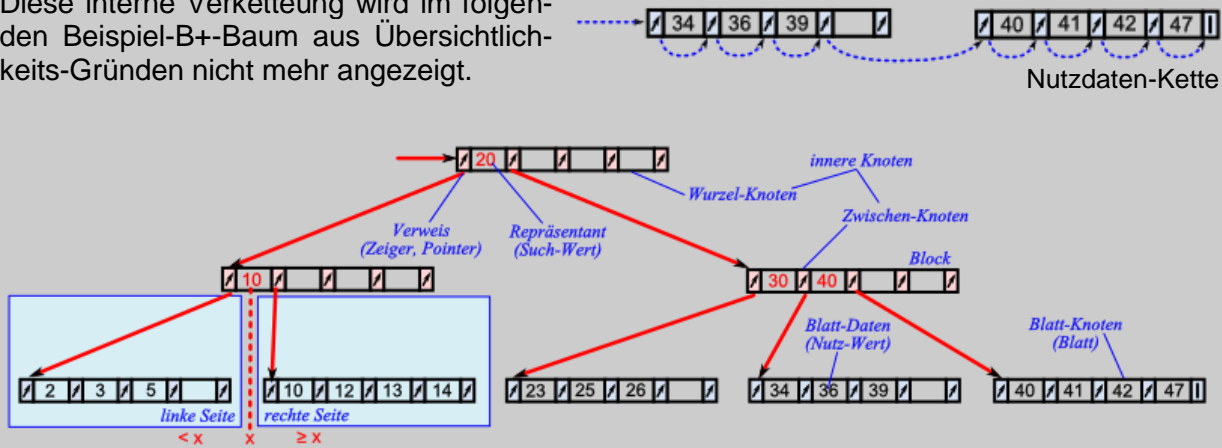 Diese interne Verkettung wird im folgen-
den Beispiel-B+-Baum aus Übersichtlich-
keits-Gründen nicht mehr angezeigt.
34 36 39
40 41 42 47
Nutzdaten-Kette
20
innere Knoten
Wurzel-Knoten
Zwischen-Knoten
Verweis
(Zeiger, Pointer)
Repräsentant
(Such-Wert)
Block
10
30 40
Blatt-Daten
(Nutz-Wert)
Blatt-Knoten
(Blatt)
2 3 5
10 12 13 14
23 25 26
34 36 39
40 41 42 47
linke Seite
rechte Seite
< x x ≥ x